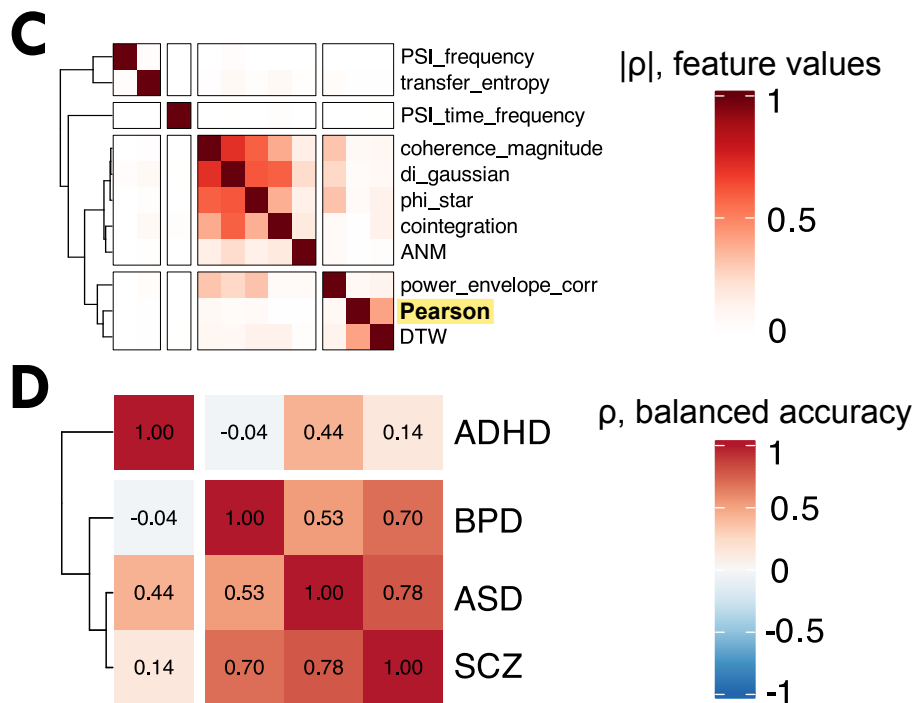 C
|ρ|, feature values
PSI_frequency
transfer_entropy
PSI_time_frequency
coherence_magnitude
di_gaussian
phi_star
cointegration
ANM
power_envelope_corr
Pearson
DTW
1
0.5
0
D
ρ, balanced accuracy
1.00 -0.04 0.44 0.14 ADHD
-0.04 1.00 0.53 0.70 BPD
0.44 0.53 1.00 0.78 ASD
0.14 0.70 0.78 1.00 SCZ
1
0.5
0
-0.5
-1